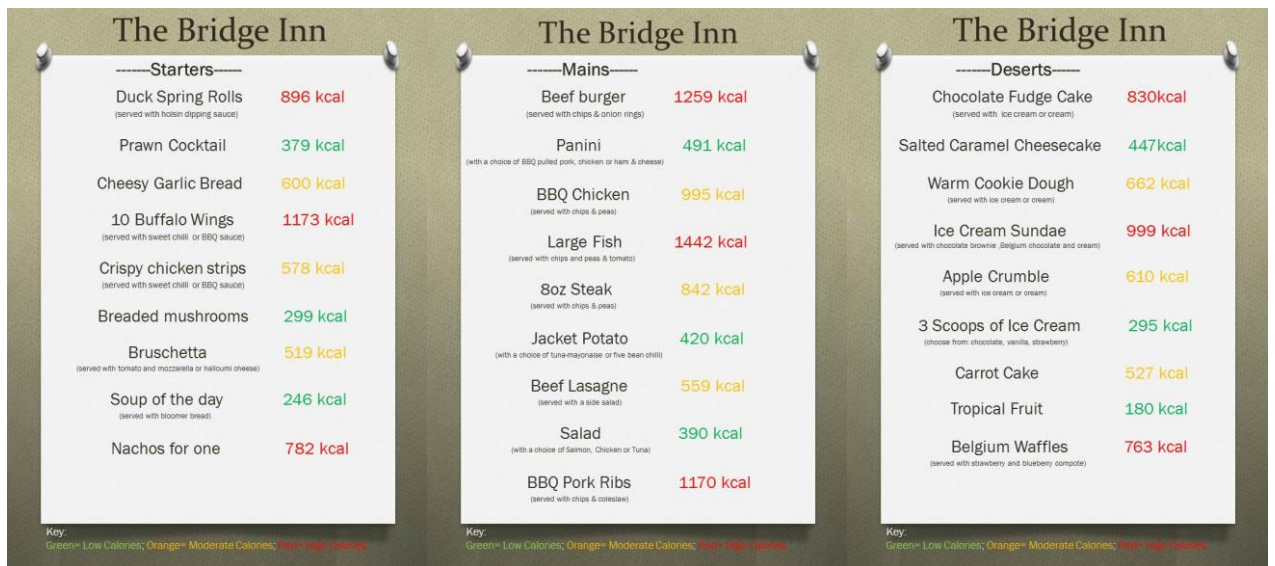 The Bridge Inn
-------Starters------
Duck Spring Rolls 896 kcal
(served with hoisin dipping sauce)
Prawn Cocktail 379 kcal
Cheesy Garlic Bread 600 kcal
10 Buffalo Wings 1173 kcal
(served with sweet chilli or BBQ sauce)
Crispy chicken strips 578 kcal
(served with sweet chilli or BBQ sauce)
Breaded mushrooms 299 kcal
Bruschetta 519 kcal
(served with tomato and mozzarella or halloumi cheese)
Soup of the day 246 kcal
(served with bloomer bread)
Nachos for one 782 kcal
Key:
Green= Low Calories; Orange= Moderate Calories; Red= High Calories
The Bridge Inn
-------Mains------
Beef burger 1259 kcal
(served with chips & onion rings)
Panini 491 kcal
(with a choice of BBQ pulled pork, chicken or ham & cheese)
BBQ Chicken 995 kcal
(served with chips & peas)
Large Fish 1442 kcal
(served with chips and peas & tomato)
8oz Steak 842 kcal
(served with chips & peas)
Jacket Potato 420 kcal
(with a choice of tuna-mayonaise or five bean chilli)
Beef Lasagne 559 kcal
(served with a side salad)
Salad 390 kcal
(with a choice of Salmon, Chicken or Tuna)
BBQ Pork Ribs 1170 kcal
(served with chips & coleslaw)
Key:
Green= Low Calories; Orange= Moderate Calories; Red= High Calories
The Bridge Inn
-------Deserts------
Chocolate Fudge Cake 830kcal
(served with ice cream or cream)
Salted Caramel Cheesecake 447kcal
Warm Cookie Dough 662 kcal
(served with ice cream or cream)
Ice Cream Sundae 999 kcal
(served with chocolate brownie ,Belgium chocolate and cream)
Apple Crumble 610 kcal
(served with ice cream or cream)
3 Scoops of Ice Cream 295 kcal
(choose from: chocolate, vanilla, strawberry)
Carrot Cake 527 kcal
Tropical Fruit 180 kcal
Belgium Waffles 763 kcal
(served with strawberry and blueberry compote)
Key:
Green= Low Calories; Orange= Moderate Calories; Red= High Calories